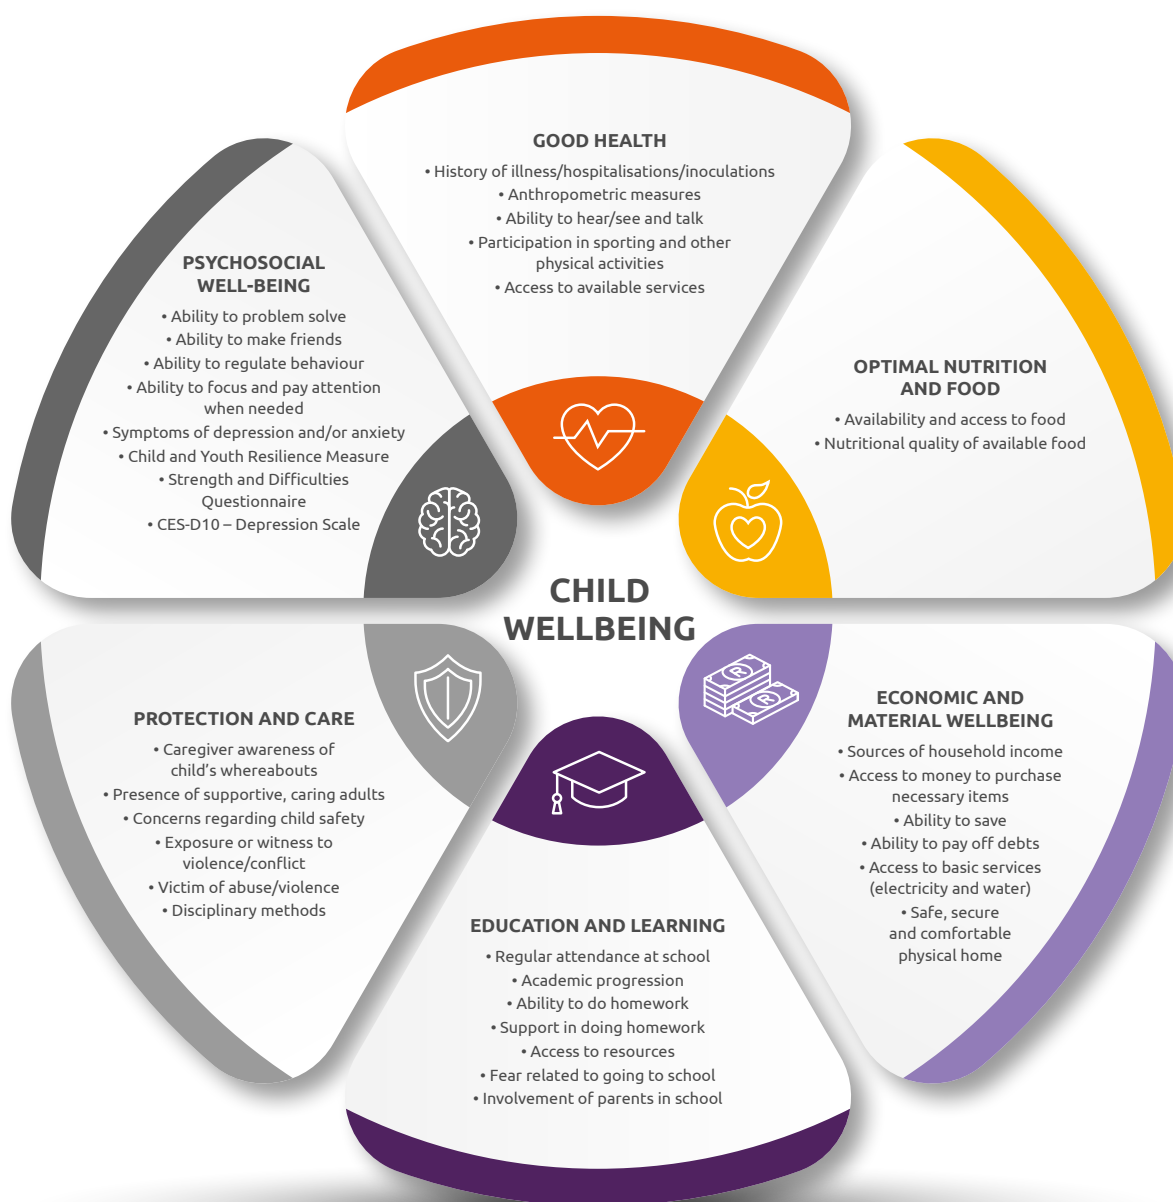 GOOD HEALTH
• History of illness/hospitalisations/inoculations
• Anthropometric measures
• Ability to hear/see and talk
• Participation in sporting and other
physical activities
• Access to available services
OPTIMAL NUTRITION
AND FOOD
• Availability and access to food
• Nutritional quality of available food
ECONOMIC AND
MATERIAL WELLBEING
• Sources of household income
• Access to money to purchase
necessary items
• Ability to save
• Ability to pay off debts
• Access to basic services
(electricity and water)
• Safe, secure
and comfortable
physical home
R
R
EDUCATION AND LEARNING
• Regular attendance at school
• Academic progression
• Ability to do homework
• Support in doing homework
• Access to resources
• Fear related to going to school
• Involvement of parents in school
PROTECTION AND CARE
• Caregiver awareness of
child's whereabouts
• Presence of supportive, caring adults
• Concerns regarding child safety
• Exposure or witness to
violence/conflict
• Victim of abuse/violence
• Disciplinary methods
PSYCHOSOCIAL
WELL-BEING
• Ability to problem solve
• Ability to make friends
• Ability to regulate behaviour
• Ability to focus and pay attention
when needed
• Symptoms of depression and/or anxiety
• Child and Youth Resilience Measure
• Strength and Difficulties
Questionnaire
• CES-D10 – Depression Scale
CHILD
WELLBEING